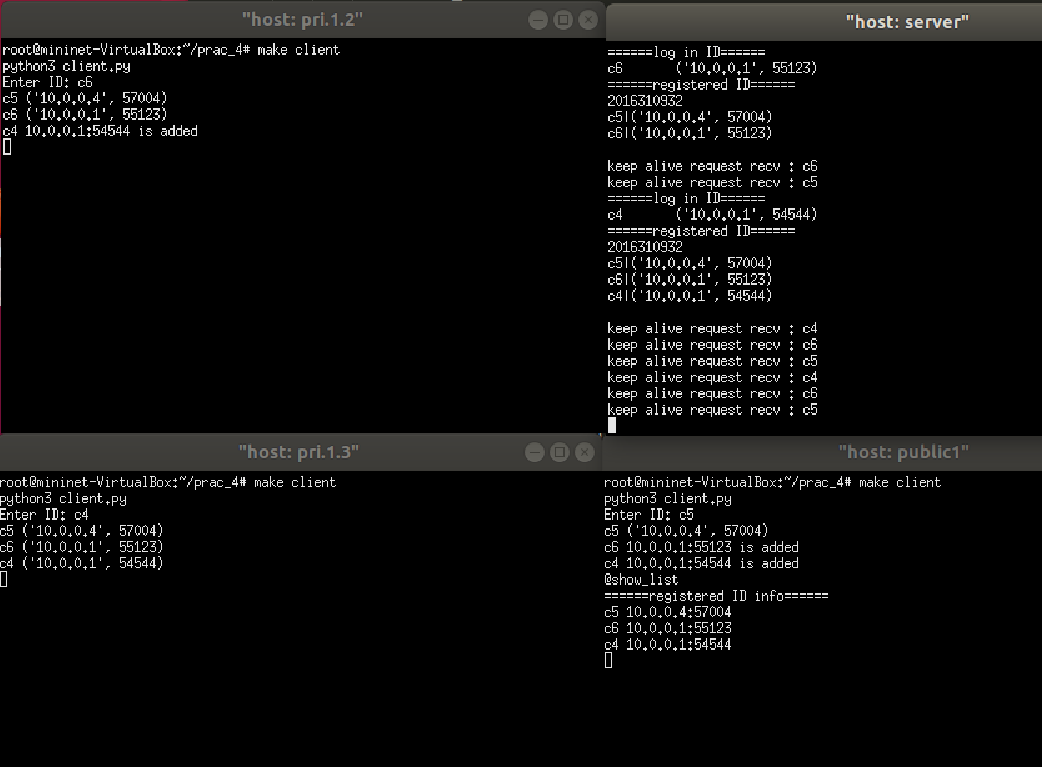 "host: pri.1.2"
root@mininet-VirtualBox:~/prac_4# make client
python3 client.py
Enter ID: c6
c5 ('10.0.0.4', 57004)
c6 ('10.0.0.1', 55123)
c4 10.0.0.1:54544 is added
"host: server"
======log in ID======
c6 ('10.0.0.1', 55123)
======registered ID======
2016310932
c5|('10.0.0.4', 57004)
c6|('10.0.0.1', 55123)
keep alive request recv : c6
keep alive request recv : c5
======log in ID======
c4 ('10.0.0.1', 54544)
======registered ID======
2016310932
c5|('10.0.0.4', 57004)
c6|('10.0.0.1', 55123)
c4|('10.0.0.1', 54544)
keep alive request recv : c4
keep alive request recv : c6
keep alive request recv : c5
keep alive request recv : c4
keep alive request recv : c6
keep alive request recv : c5
"host: pri.1.3"
root@mininet-VirtualBox:~/prac_4# make client
python3 client.py
Enter ID: c4
c5 ('10.0.0.4', 57004)
c6 ('10.0.0.1', 55123)
c4 ('10.0.0.1', 54544)
"host: public1"
root@mininet-VirtualBox:~/prac_4# make client
python3 client.py
Enter ID: c5
c5 ('10.0.0.4', 57004)
c6 10.0.0.1:55123 is added
c4 10.0.0.1:54544 is added
@show_list
======registered ID info======
c5 10.0.0.4:57004
c6 10.0.0.1:55123
c4 10.0.0.1:54544